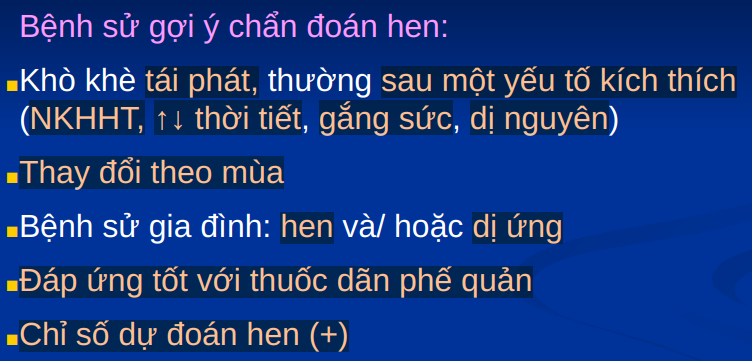 Bệnh sử gợi ý chẩn đoán hen:
▪Khò khè tái phát, thường sau một yếu tố kích thích
(NKHHT, ↑↓ thời tiết, gắng sức, dị nguyên)
▪Thay đổi theo mùa
▪Bệnh sử gia đình: hen và/ hoặc dị ứng
▪Đáp ứng tốt với thuốc dãn phế quản
▪Chỉ số dự đoán hen (+)